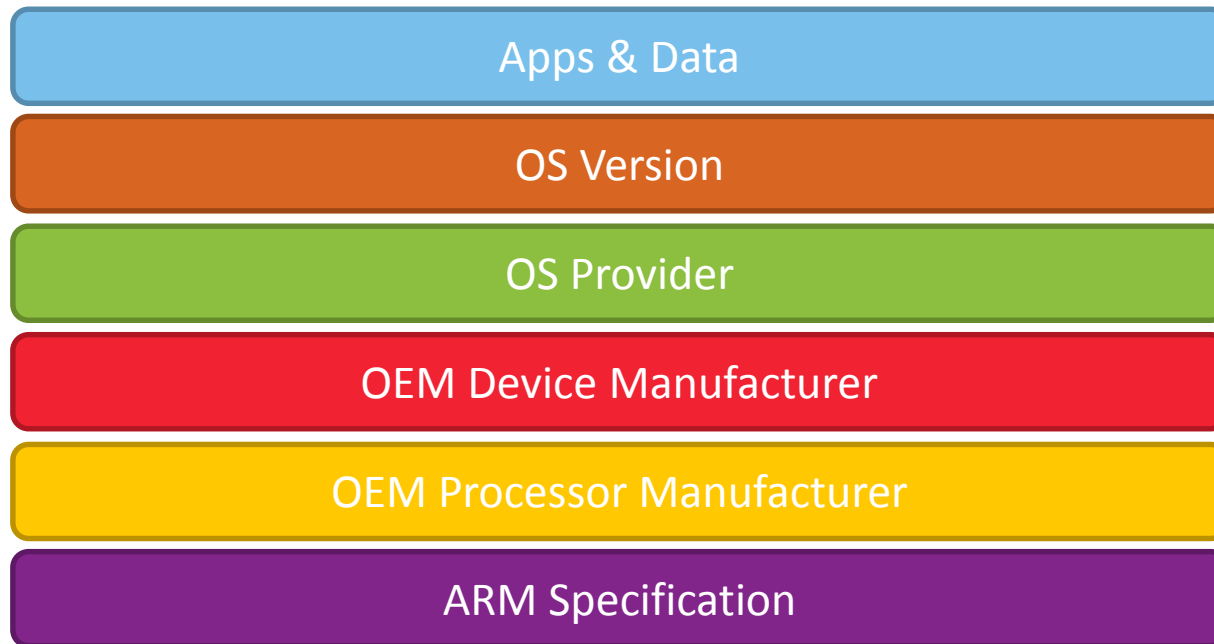 Apps & Data
OS Version
OS Provider
OEM Device Manufacturer
OEM Processor Manufacturer
ARM Specification